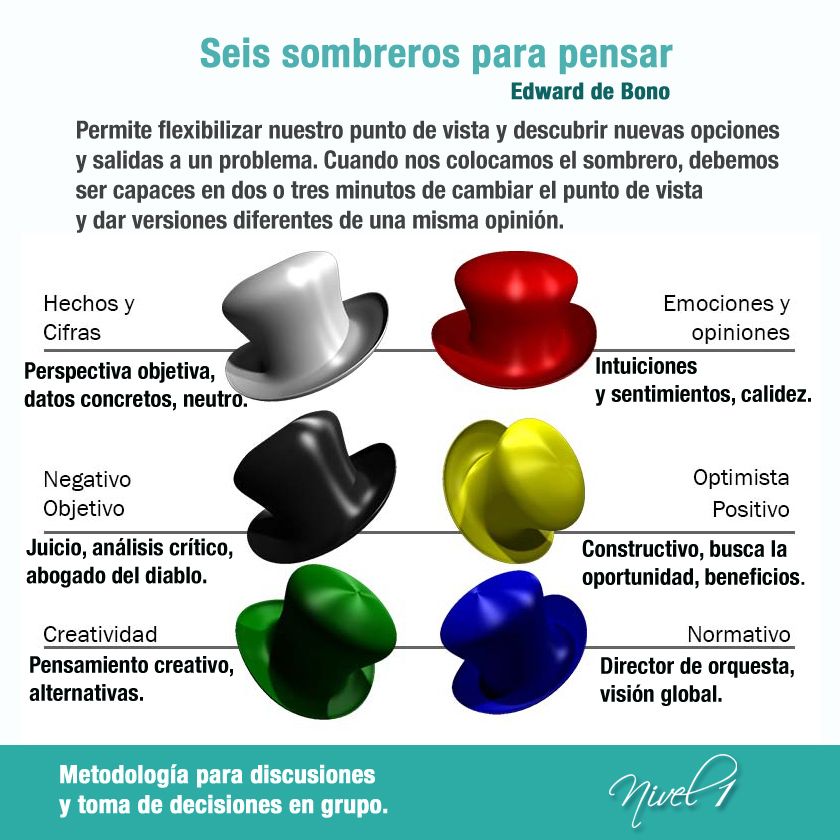 Seis sombreros para pensar
Edward de Bono
Permite flexibilizar nuestro punto de vista y descubrir nuevas opciones
y salidas a un problema. Cuando nos colocamos el sombrero, debemos
ser capaces en dos o tres minutos de cambiar el punto de vista
y dar versiones diferentes de una misma opinión.
Hechos y
Cifras
Perspectiva objetiva,
datos concretos, neutro.
Emociones y
opiniones
Intuiciones
y sentimientos, calidez.
Negativo
Objetivo
Juicio, análisis crítico,
abogado del diablo.
Optimista
Positivo
Constructivo, busca la
oportunidad, beneficios.
Creatividad
Pensamiento creativo,
alternativas.
Normativo
Director de orquesta,
visión global.
Metodología para discusiones
y toma de decisiones en grupo.
Nivel 1